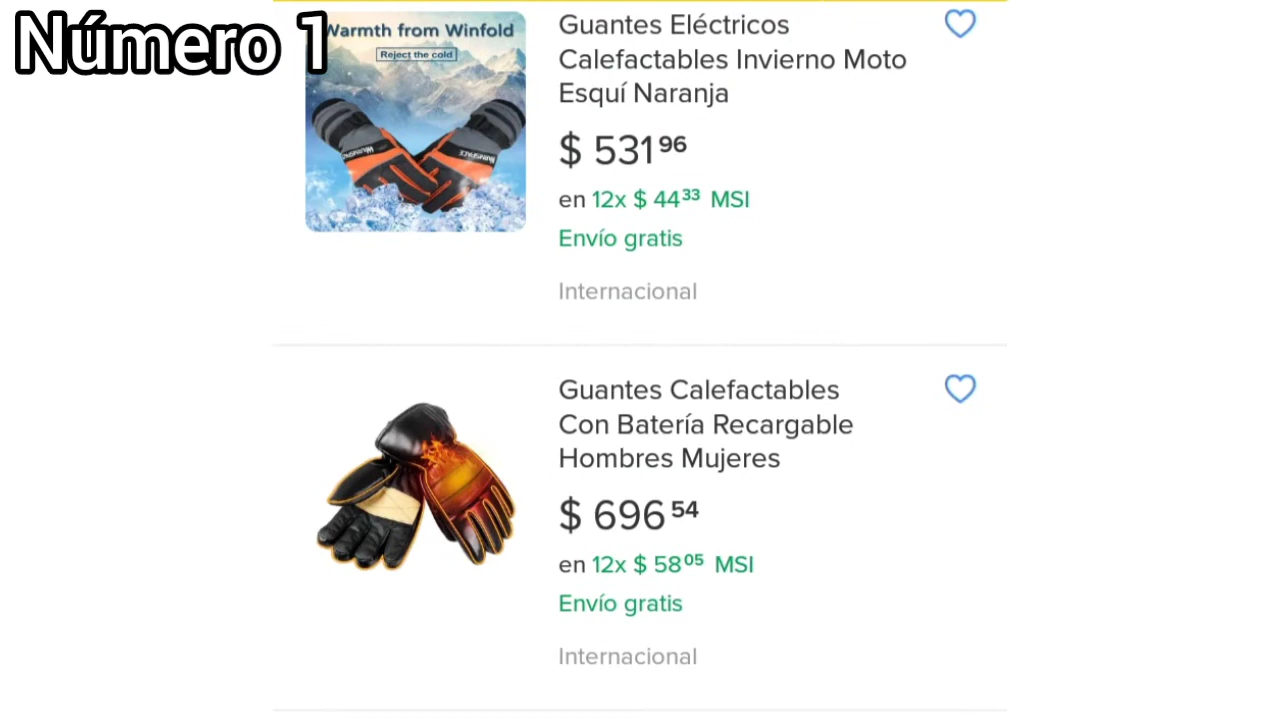 Número 1
Warmth from Winfold
Reject the cold
Guantes Eléctricos
Calefactables Invierno Moto
Esquí Naranja
$ 531 96
en 12x $ 44 33 MSI
Envío gratis
Internacional
Guantes Calefactables
Con Batería Recargable
Hombres Mujeres
$ 696 54
en 12x $ 58 05 MSI
Envío gratis
Internacional